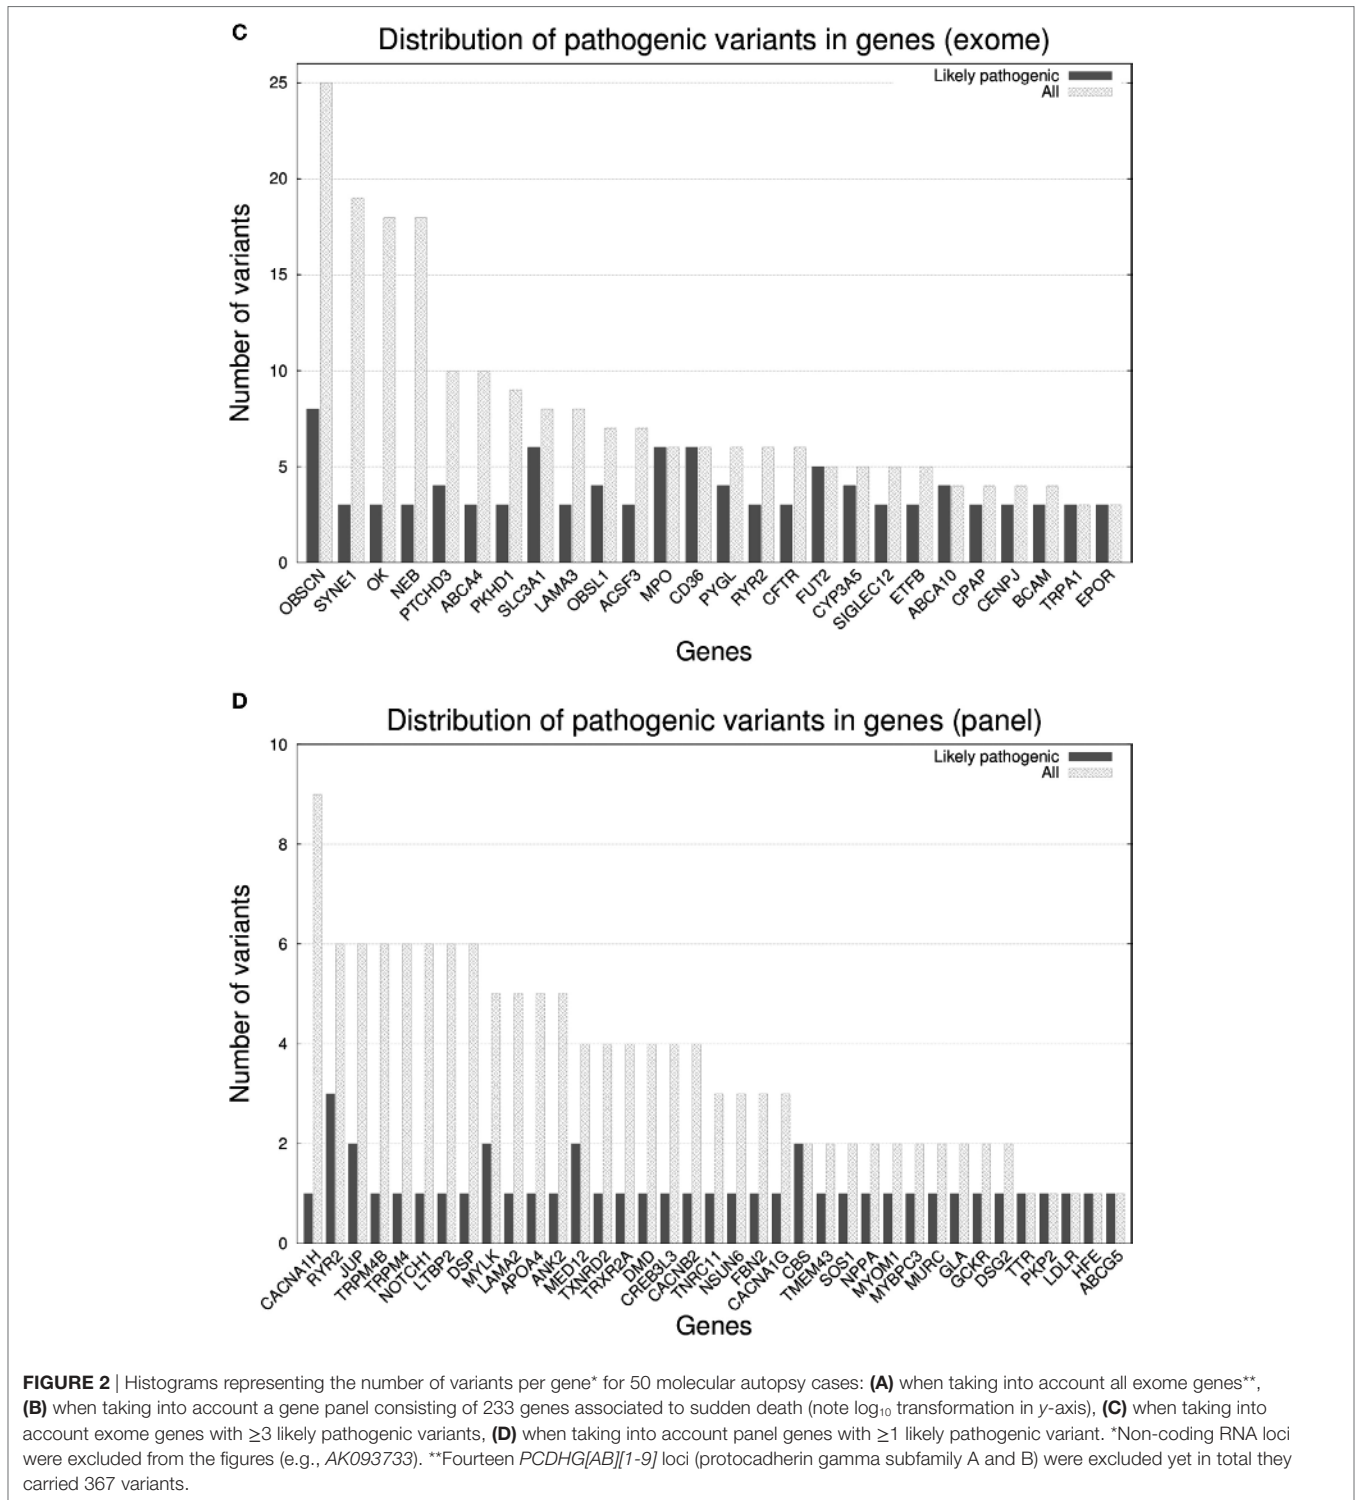 C
Distribution of pathogenic variants in genes (exome)
Likely pathogenic
All
25
20
15
10
5
0
Number of variants
OBSCN
SYNE1
OK
NEB
PTCHD3
ABCA4
PKHD1
SLC3A1
LAMA3
OBSL1
ACSF3
MPO
CD36
PYGL
RYR2
CFTR
FUT2
CYP3A5
SIGLEC12
ETFB
ABCA10
CPAP
CENPJ
BCAM
TRPA1
EPOR
Genes
D
Distribution of pathogenic variants in genes (panel)
Likely pathogenic
All
10
8
6
4
2
0
Number of variants
CACNA1H
RYR2
JUP
TRPM4B
TRPM4
NOTCH1
LTBP2
DSP
MYLK
LAMA2
APOA4
ANK2
MED12
TXNRD2
TRXR2A
DMD
CREB3L3
CACNB2
TNRC11
NSUN6
FBN2
CACNA1G
CBS
TMEM43
SOS1
NPPA
MYOM1
MYBPC3
MURC
GLA
GCKR
DSG2
TTR
PKP2
LDLR
HFE
ABCG5
Genes
FIGURE 2 | Histograms representing the number of variants per gene* for 50 molecular autopsy cases: (A) when taking into account all exome genes**,
(B) when taking into account a gene panel consisting of 233 genes associated to sudden death (note log10 transformation in y-axis), (C) when taking into
account exome genes with ≥3 likely pathogenic variants, (D) when taking into account panel genes with ≥1 likely pathogenic variant. *Non-coding RNA loci
were excluded from the figures (e.g., AK093733). **Fourteen PCDHG[AB][1-9] loci (protocadherin gamma subfamily A and B) were excluded yet in total they
carried 367 variants.